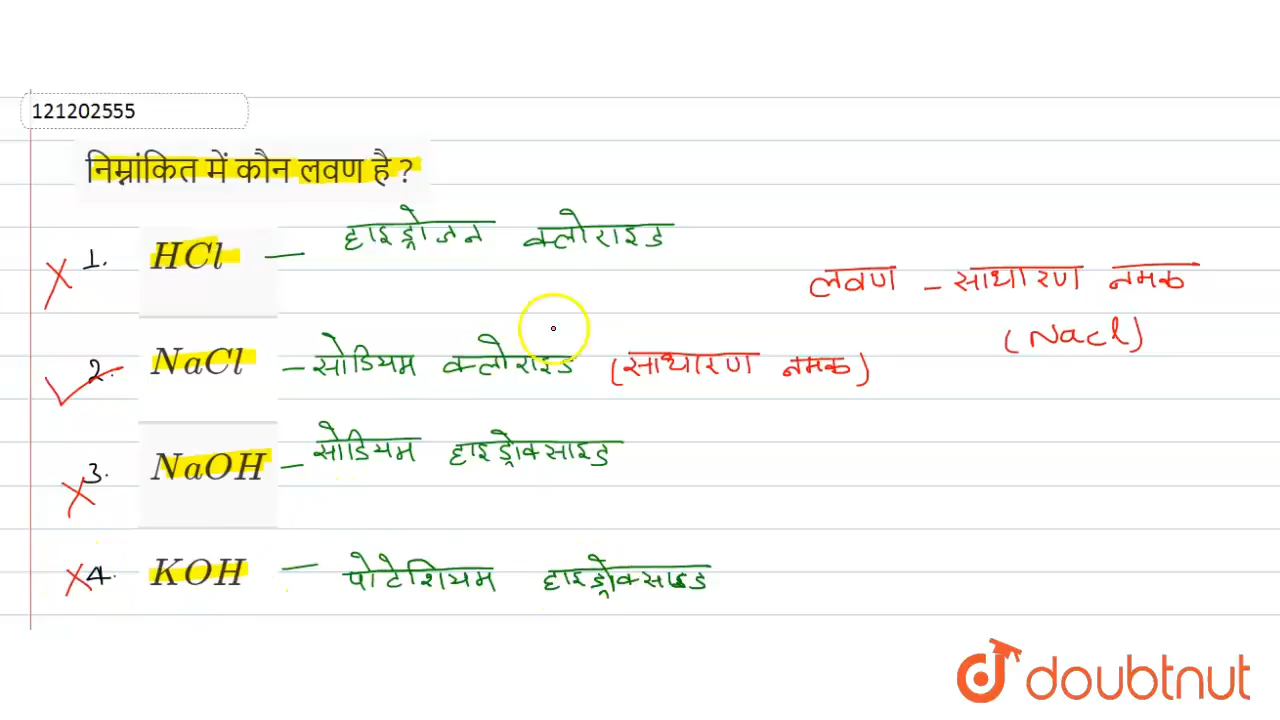 121202555
निम्नांकित में कौन लवण है ?
1. HCl — हाइड्रोजन क्लोराइड
लवण - साधारण नमक
(NaCl)
2. NaCl - सोडियम क्लोराइड (साधारण नमक)
3. NaOH - सोडियम हाइड्रोक्साइड
4. KOH — पोटेशियम हाइड्रोक्साइड
doubtnut